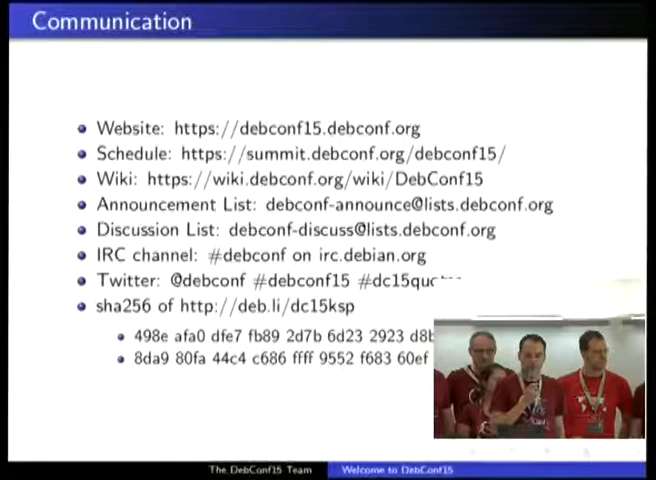 Communication
Website: https://debconf15.debconf.org
Schedule: https://summit.debconf.org/debconf15/
Wiki: https://wiki.debconf.org/wiki/DebConf15
Announcement List: debconf-announce@lists.debconf.org
Discussion List: debconf-discuss@lists.debconf.org
IRC channel: #debconf on irc.debian.org
Twitter: @debconf #debconf15
sha256 of http://deb.li/dc15ksp
498e afa0 dfe7 fb89 2d7b 6d23 2923
8da9 80fa 44c4 c686 ffff 9552 f683 60ef
The DebConf15 Team
Welcome to DebConf15